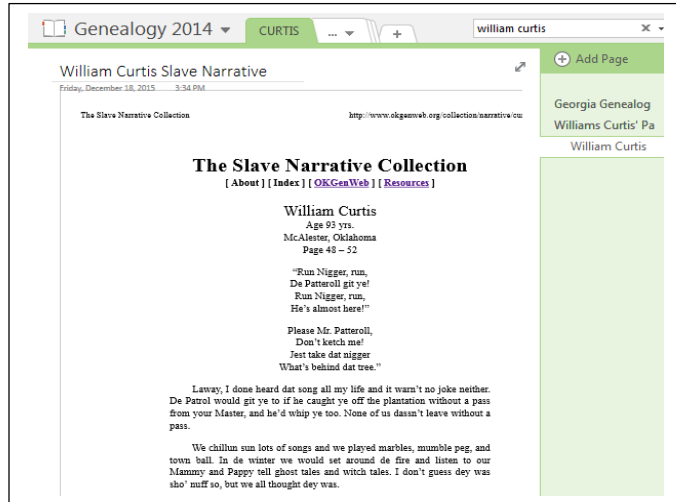 Genealogy 2014
CURTIS
...
william curtis
William Curtis Slave Narrative
Friday, December 18, 2015 3:34 PM
Add Page
Georgia Genealog
Williams Curtis' Pa
William Curtis
The Slave Narrative Collection http://www.okgenweb.org/collection/narrative/cu
The Slave Narrative Collection
[ About ] [ Index ] [ OKGenWeb ] [ Resources ]
William Curtis
Age 93 yrs.
McAlester, Oklahoma
Page 48 – 52
“Run Nigger, run,
De Patteroll git ye!
Run Nigger, run,
He’s almost here!”
Please Mr. Patteroll,
Don’t ketch me!
Jest take dat nigger
What’s behind dat tree.”
Laway, I done heard dat song all my life and it warn’t no joke neither.
De Patrol would git ye to if he caught ye off the plantation without a pass
from your Master, and he’d whip ye too. None of us dassn’t leave without a
pass.
We chillun sun lots of songs and we played marbles, mumble peg, and
town ball. In de winter we would set around de fire and listen to our
Mammy and Pappy tell ghost tales and witch tales. I don’t guess dey was
sho’ nuff so, but we all thought dey was.